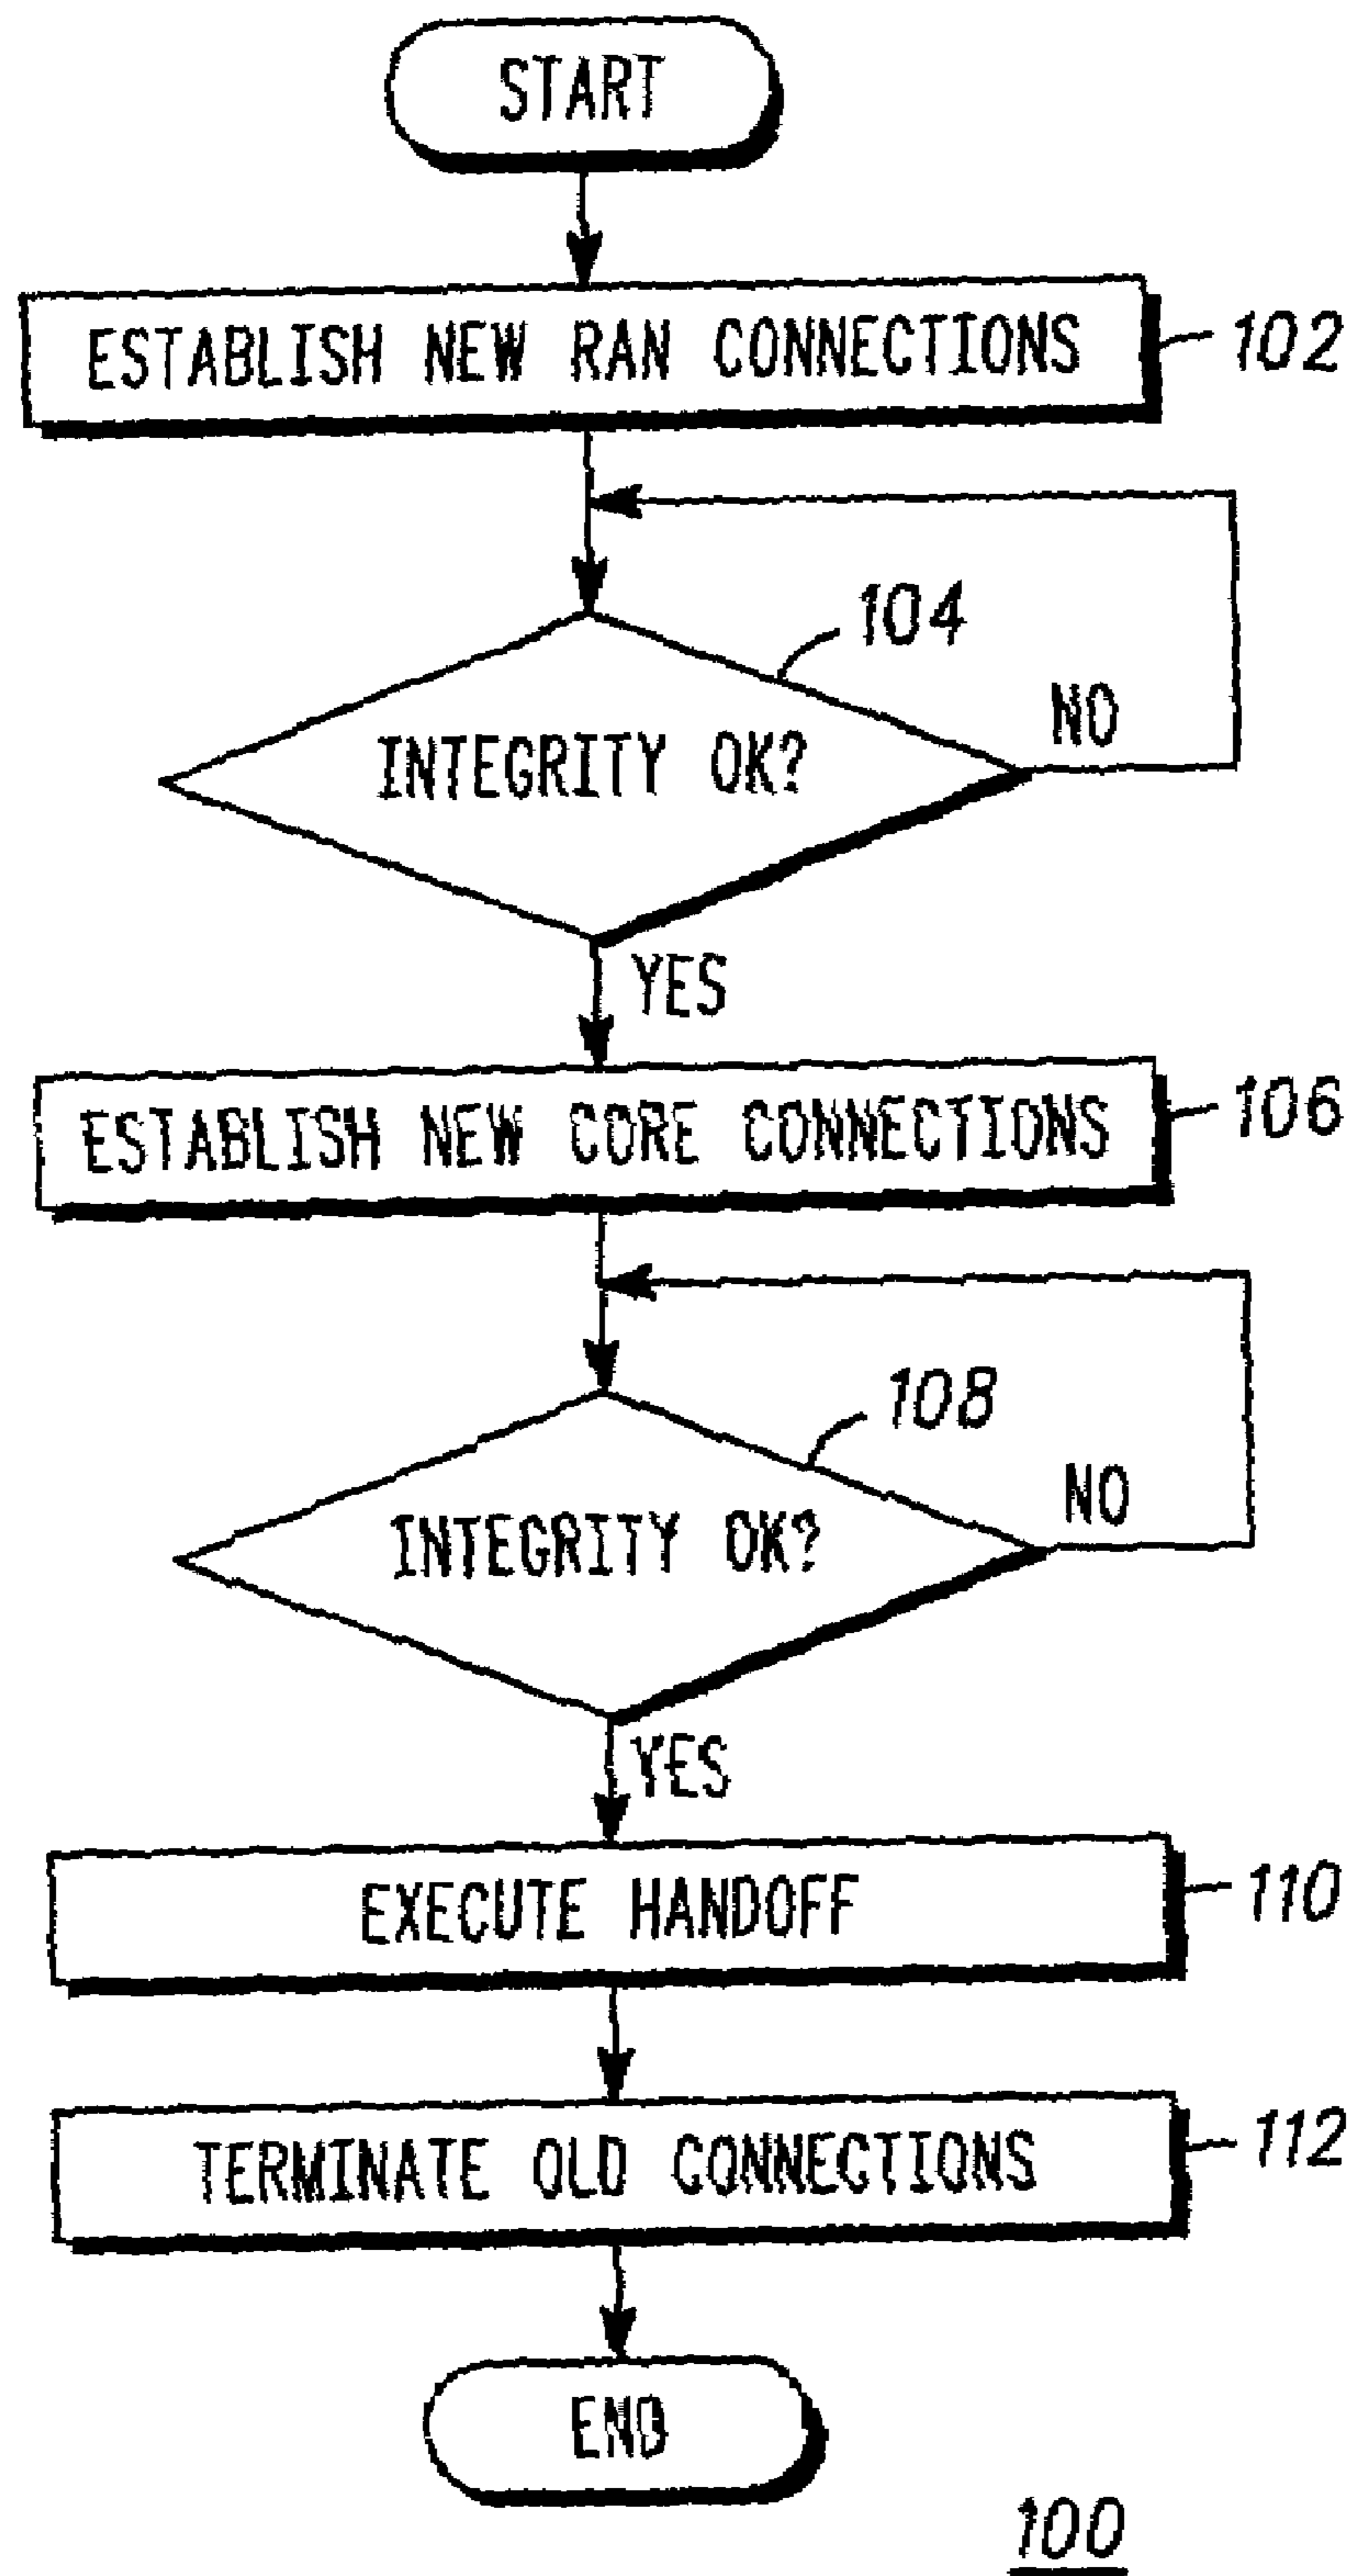 START
ESTABLISH NEW RAN CONNECTIONS
102
104
INTEGRITY OK?
NO
YES
ESTABLISH NEW CORE CONNECTIONS
106
108
INTEGRITY OK?
NO
YES
EXECUTE HANDOFF
110
TERMINATE OLD CONNECTIONS
112
END
100